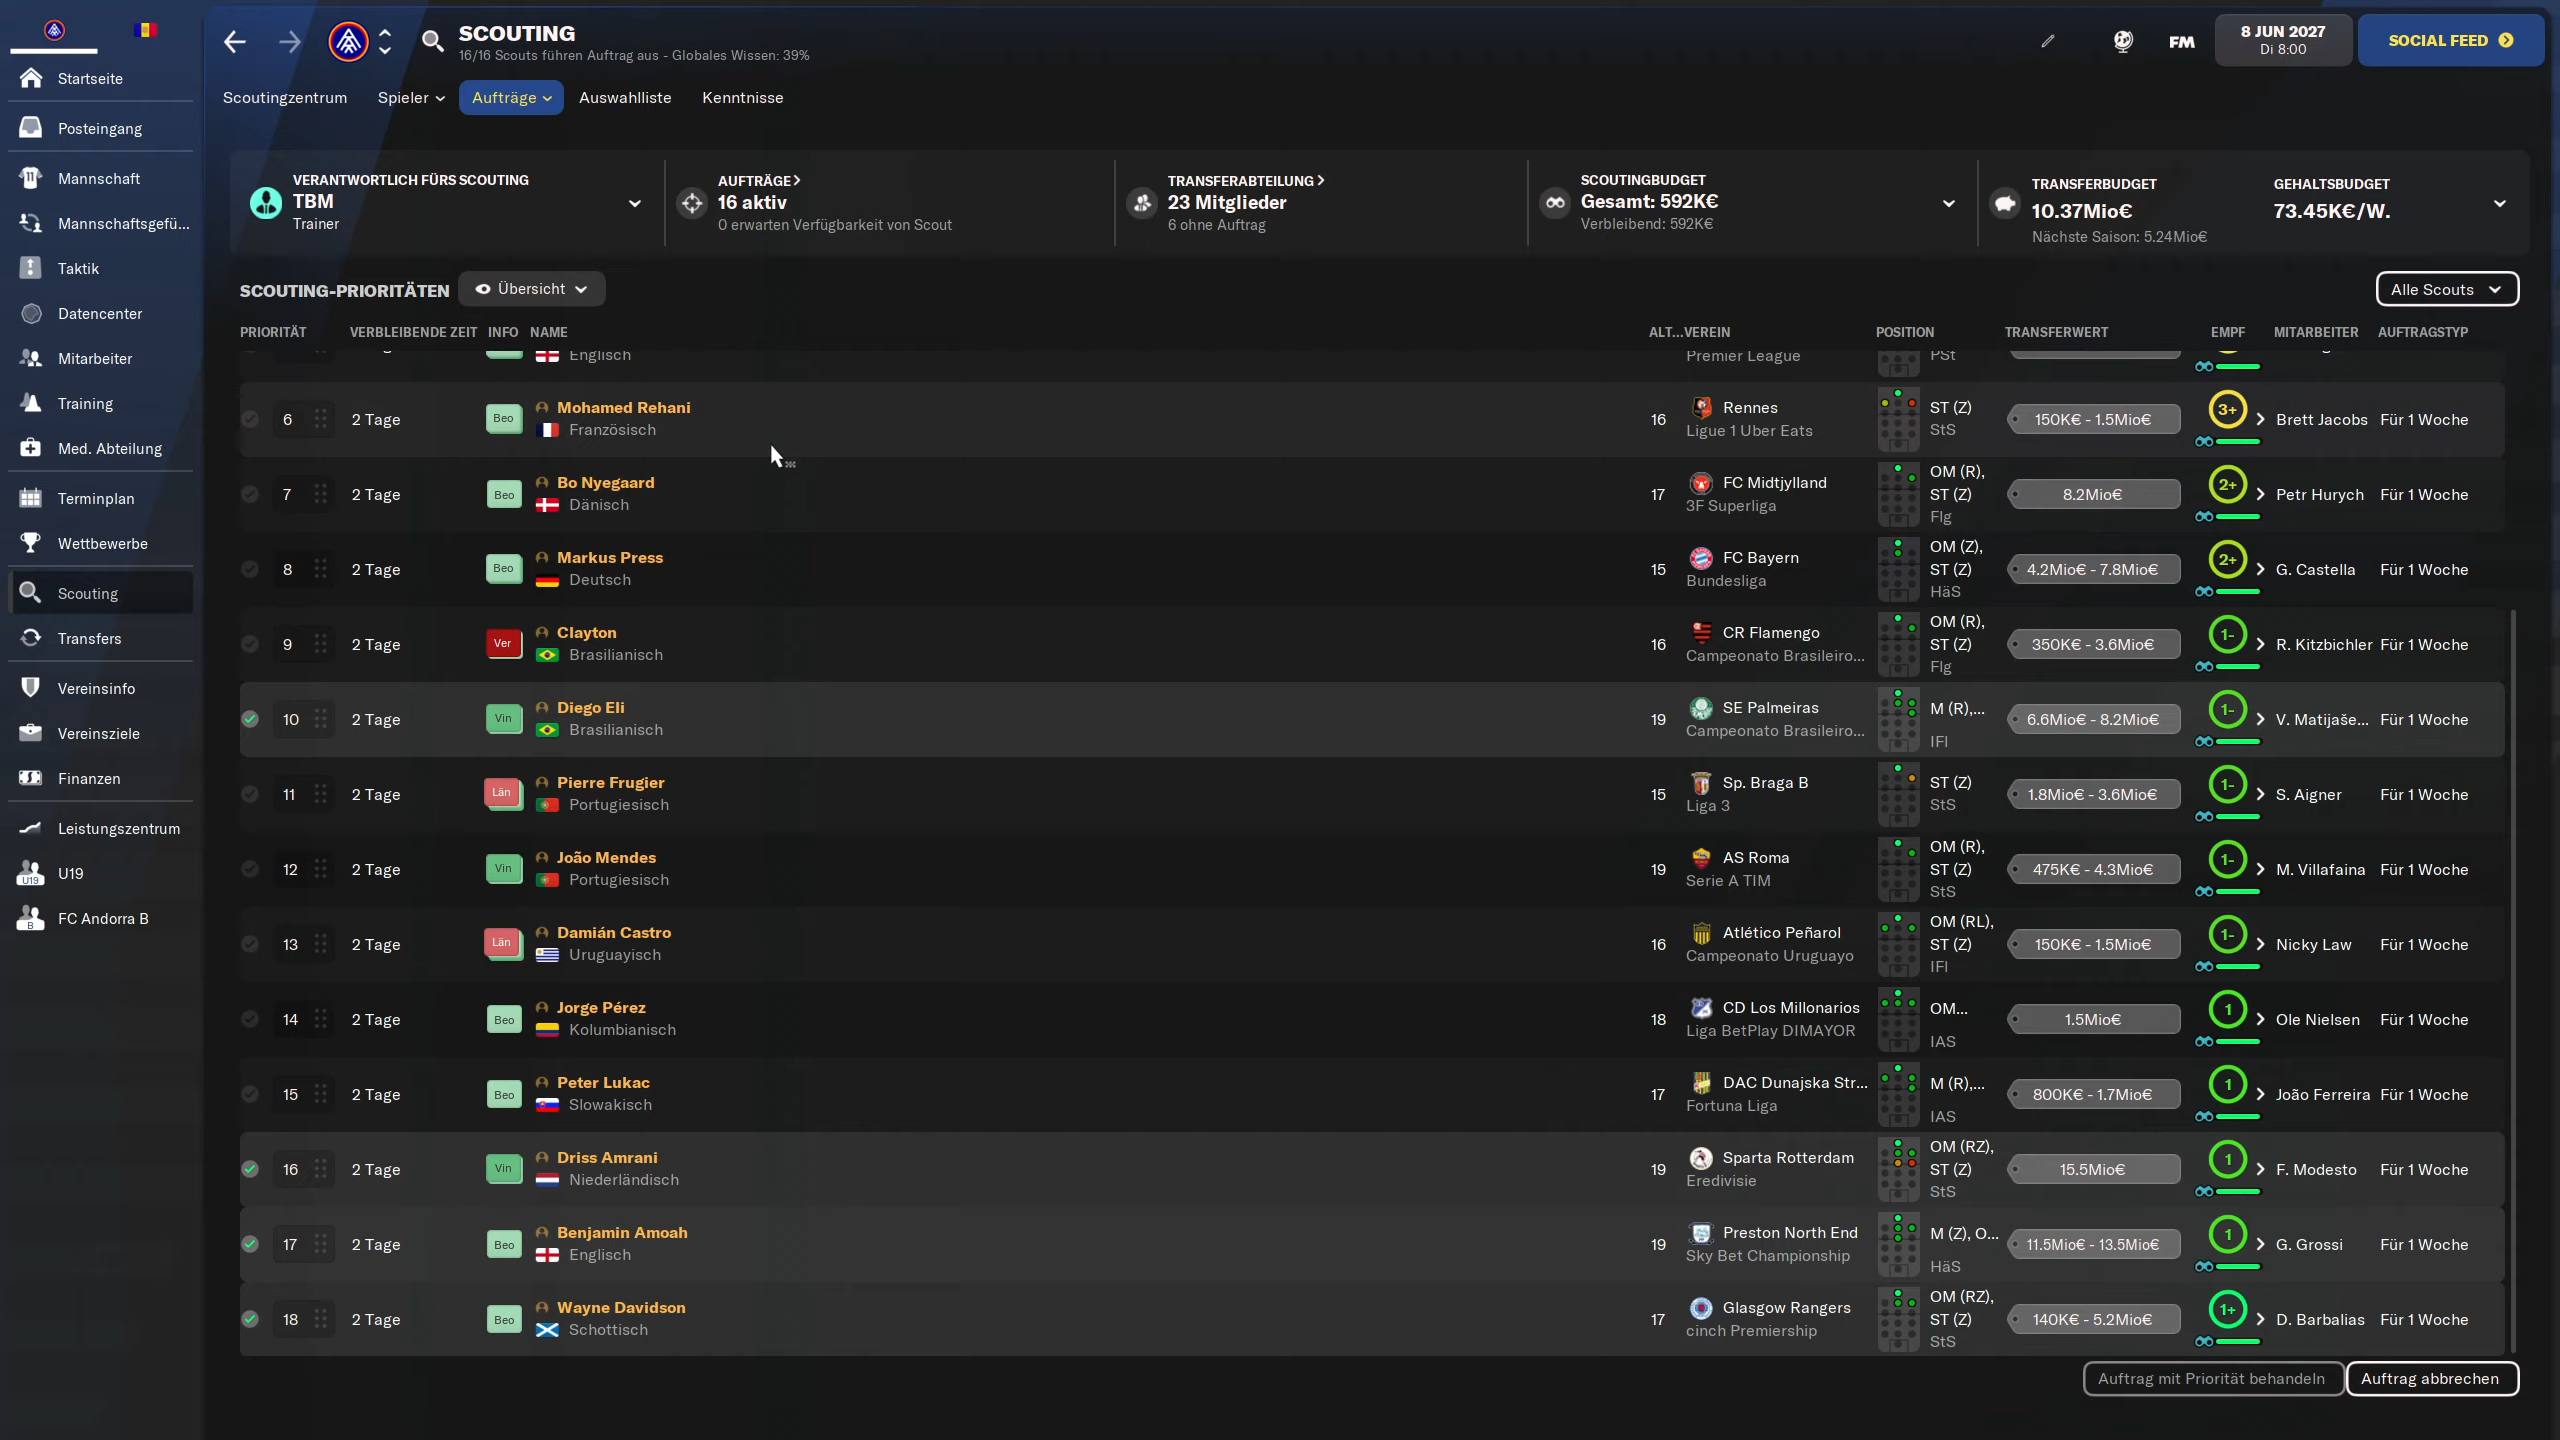 SCOUTING
16/16 Scouts führen Auftrag aus - Globales Wissen: 39%
FM
8 JUN 2027
Di 8:00
SOCIAL FEED
Startseite
Posteingang
Mannschaft
Mannschaftsgefü...
Taktik
Datencenter
Mitarbeiter
Training
Med. Abteilung
Terminplan
Wettbewerbe
Scouting
Transfers
Vereinsinfo
Vereinsziele
Finanzen
Leistungszentrum
U19
U19
B
FC Andorra B
Scoutingzentrum
Spieler
Aufträge
Auswahlliste
Kenntnisse
VERANTWORTLICH FÜRS SCOUTING
TBM
Trainer
AUFTRÄGE
16 aktiv
0 erwarten Verfügbarkeit von Scout
TRANSFERABTEILUNG
23 Mitglieder
6 ohne Auftrag
SCOUTINGBUDGET
Gesamt: 592K€
Verbleibend: 592K€
TRANSFERBUDGET
10.37Mio€
Nächste Saison: 5.24Mio€
GEHALTSBUDGET
73.45K€/W.
SCOUTING-PRIORITÄTEN
Übersicht
Alle Scouts
PRIORITÄT VERBLEIBENDE ZEIT INFO NAME ALT... VEREIN POSITION TRANSFERWERT EMPF MITARBEITER AUFTRAGSTYP
Englisch Premier League PSt
6 2 Tage Beo Mohamed Rehani 16 Rennes ST (Z) 150K€ - 1.5Mio€ 3+ Brett Jacobs Für 1 Woche
Französisch Ligue 1 Uber Eats StS
7 2 Tage Beo Bo Nyegaard 17 FC Midtjylland OM (R), ST (Z) 8.2Mio€ 2+ Petr Hurych Für 1 Woche
Dänisch 3F Superliga Flg
8 2 Tage Beo Markus Press 15 FC Bayern OM (Z), ST (Z) 4.2Mio€ - 7.8Mio€ 2+ G. Castella Für 1 Woche
Deutsch Bundesliga HäS
9 2 Tage Ver Clayton 16 CR Flamengo OM (R), ST (Z) 350K€ - 3.6Mio€ 1- R. Kitzbichler Für 1 Woche
Brasilianisch Campeonato Brasileiro... Flg
10 2 Tage Vin Diego Eli 19 SE Palmeiras M (R),... 6.6Mio€ - 8.2Mio€ 1- V. Matijaše... Für 1 Woche
Brasilianisch Campeonato Brasileiro... IFl
11 2 Tage Län Pierre Frugier 15 Sp. Braga B ST (Z) 1.8Mio€ - 3.6Mio€ 1- S. Aigner Für 1 Woche
Portugiesisch Liga 3 StS
12 2 Tage Vin João Mendes 19 AS Roma OM (R), ST (Z) 475K€ - 4.3Mio€ 1- M. Villafaina Für 1 Woche
Portugiesisch Serie A TIM StS
13 2 Tage Län Damián Castro 16 Atlético Peñarol OM (RL), ST (Z) 150K€ - 1.5Mio€ 1- Nicky Law Für 1 Woche
Uruguayisch Campeonato Uruguayo IFl
14 2 Tage Beo Jorge Pérez 18 CD Los Millonarios OM... 1.5Mio€ 1 Ole Nielsen Für 1 Woche
Kolumbianisch Liga BetPlay DIMAYOR IAS
15 2 Tage Beo Peter Lukac 17 DAC Dunajska Str... M (R),... 800K€ - 1.7Mio€ 1 João Ferreira Für 1 Woche
Slowakisch Fortuna Liga IAS
16 2 Tage Vin Driss Amrani 19 Sparta Rotterdam OM (RZ), ST (Z) 15.5Mio€ 1 F. Modesto Für 1 Woche
Niederländisch Eredivisie StS
17 2 Tage Beo Benjamin Amoah 19 Preston North End M (Z), O... 11.5Mio€ - 13.5Mio€ 1 G. Grossi Für 1 Woche
Englisch Sky Bet Championship HäS
18 2 Tage Beo Wayne Davidson 17 Glasgow Rangers OM (RZ), ST (Z) 140K€ - 5.2Mio€ 1+ D. Barbalias Für 1 Woche
Schottisch cinch Premiership StS
Auftrag mit Priorität behandeln
Auftrag abbrechen